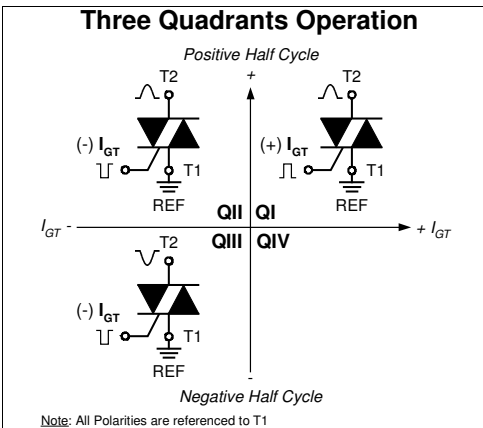 Three Quadrants Operation
Positive Half Cycle
+
T2
T2
(-) IGT
(+) IGT
T1
T1
REF
REF
QII QI
IGT -
+ IGT
QIII QIV
T2
(-) IGT
T1
REF
-
Negative Half Cycle
Note: All Polarities are referenced to T1